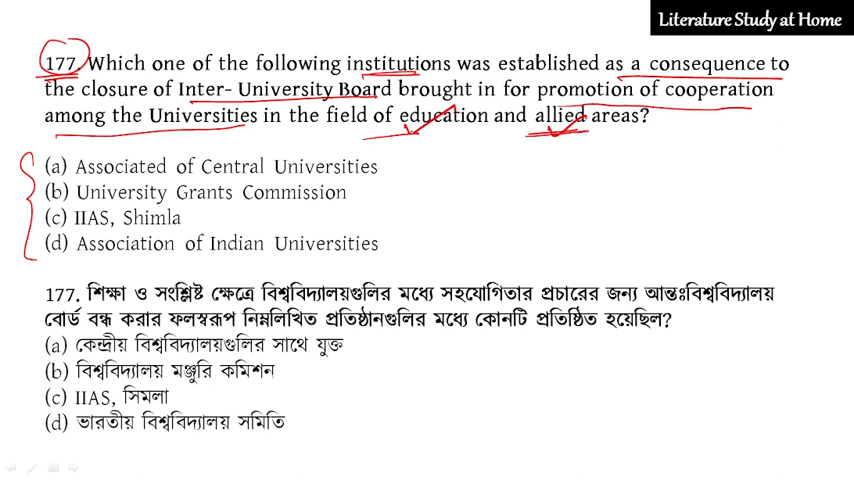 Literature Study at Home
177. Which one of the following institutions was established as a consequence to
the closure of Inter- University Board brought in for promotion of cooperation
among the Universities in the field of education and allied areas?
(a) Associated of Central Universities
(b) University Grants Commission
(c) IIAS, Shimla
(d) Association of Indian Universities
177. শিক্ষা ও সংশ্লিষ্ট ক্ষেত্রে বিশ্ববিদ্যালয়গুলির মধ্যে সহযোগিতার প্রচারের জন্য আন্তঃবিশ্ববিদ্যালয়
বোর্ড বন্ধ করার ফলস্বরূপ নিম্নলিখিত প্রতিষ্ঠানগুলির মধ্যে কোনটি প্রতিষ্ঠিত হয়েছিল?
(a) কেন্দ্রীয় বিশ্ববিদ্যালয়গুলির সাথে যুক্ত
(b) বিশ্ববিদ্যালয় মঞ্জুরি কমিশন
(c) IIAS, সিমলা
(d) ভারতীয় বিশ্ববিদ্যালয় সমিতি